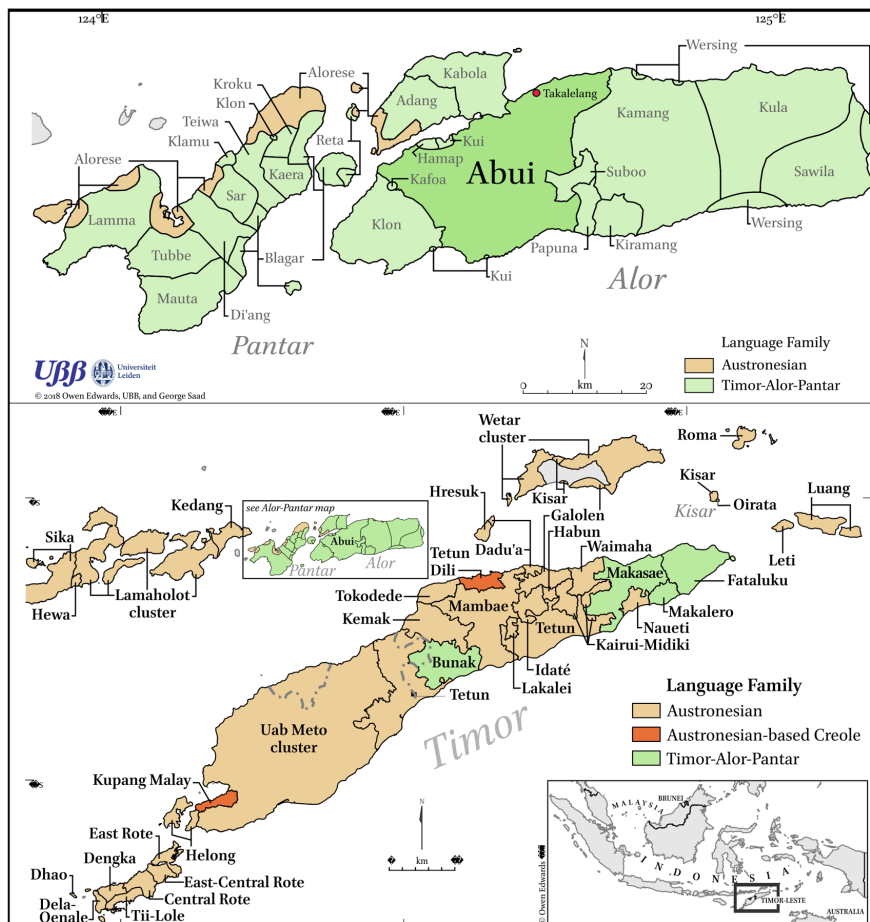 124°E
125°E
Wersing
Kroku
Alorese
Kabola
Klon
Adang
Takalelang
Teiwa
Reta
Kamang
Kula
Klamu
Kui
Alorese
Hamap
Abui
Suboo
Kaera
Kafoa
Sar
Sawila
Lamma
Klon
Wersing
Tubbe
Blagar
Papuna
Kiramang
Kui
Alor
Mauta
Di'ang
Pantar
UBB
Universiteit
Leiden
© 2018 Owen Edwards, UBB, and George Saad
N
0 km 20
Language Family
Austronesian
Timor-Alor-Pantar
Wetar
cluster
Roma
Kisar
Kisar
Oirata
Luang
Leti
Kedang
see Alor-Pantar map
Abui
Alor
Pantar
Hresuk
Kisar
Galolen
Habun
Sika
Tetun
Dili
Dadu'a
Waimaha
Makasae
Fataluku
Hewa
Lamaholot
cluster
Tokodede
Mambae
Makalero
Kemak
Tetun
Naueti
Kairui-Midiki
Bunak
Idaté
Lakalei
Tetun
Uab Meto
cluster
Timor
Language Family
Austronesian
Austronesian-based Creole
Timor-Alor-Pantar
Kupang Malay
N
km
East Rote
Helong
Dengka
Dhao
East-Central Rote
Central Rote
Dela-
Oenale
Tii-Lole
MALAYSIA
BRUNEI
INDONESIA
TIMOR-LESTE
AUSTRALIA
© Owen Edwards